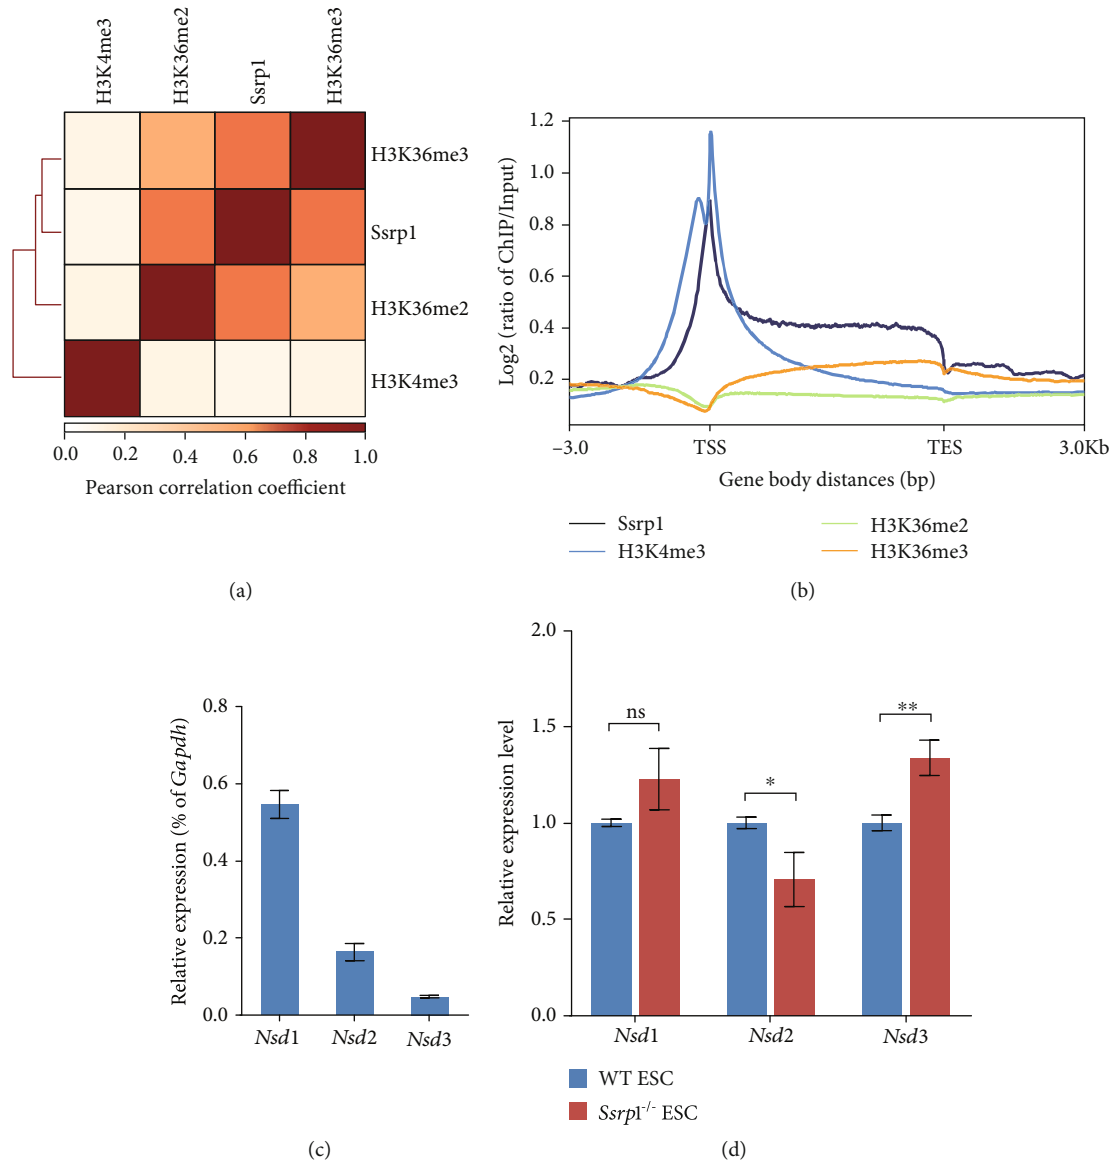 (a)
H3K4me3
H3K36me2
Ssrp1
H3K36me3
H3K36me3
Ssrp1
H3K36me2
H3K4me3
0.0 0.2 0.4 0.6 0.8 1.0
Pearson correlation coefficient
(a)
Log2 (ratio of ChIP/Input)
1.2
1.0
0.8
0.6
0.4
0.2
–3.0 TSS TES 3.0Kb
Gene body distances (bp)
Ssrp1 H3K36me2
H3K4me3 H3K36me3
(b)
Relative expression (% of Gapdh)
0.8
0.6
0.4
0.2
0.0
Nsd1 Nsd2 Nsd3
(c)
Relative expression level
2.0
1.5
1.0
0.5
0.0
ns
*
**
Nsd1 Nsd2 Nsd3
WT ESC
Ssrp1-/- ESC
(d)